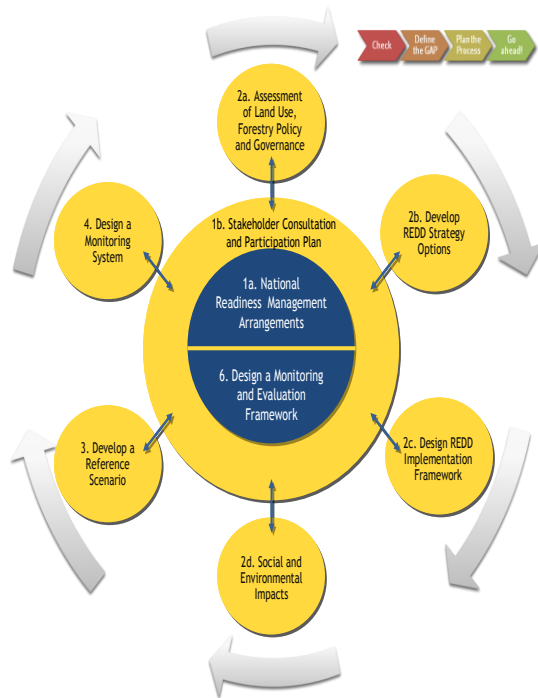 Check
Define
the GAP
Plan the
Process
Go
ahead!
2a. Assessment
of Land Use,
Forestry Policy
and Governance
2b. Develop
REDD Strategy
Options
2c. Design REDD
Implementation
Framework
2d. Social and
Environmental
Impacts
3. Develop a
Reference
Scenario
4. Design a
Monitoring
System
1b. Stakeholder Consultation
and Participation Plan
1a. National
Readiness Management
Arrangements
6. Design a Monitoring
and Evaluation
Framework